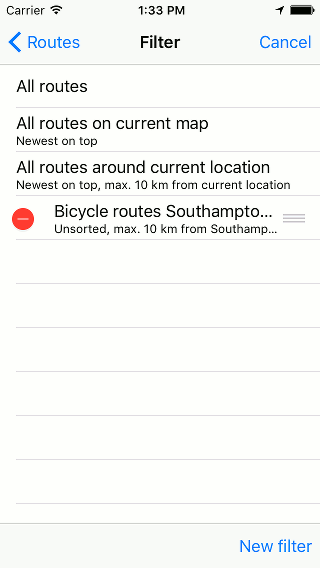 Carrier 1:33 PM
Routes Filter Cancel
All routes
All routes on current map
Newest on top
All routes around current location
Newest on top, max. 10 km from current location
Bicycle routes Southampto...
Unsorted, max. 10 km from Southamp...
New filter